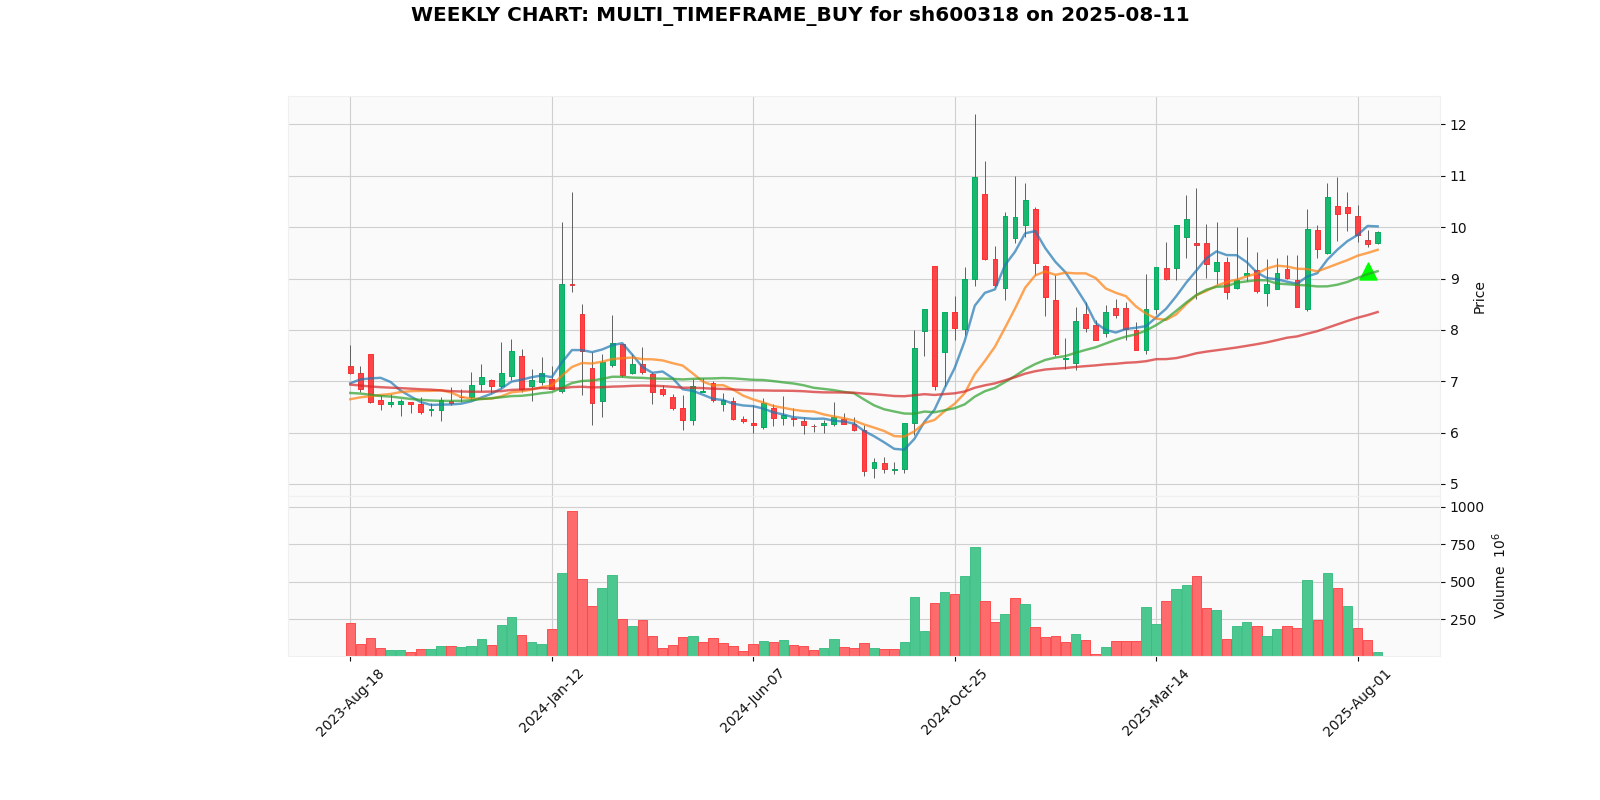 WEEKLY CHART: MULTI_TIMEFRAME_BUY for sh600318 on 2025-08-11
12
11
10
9
8
7
6
5
Price
1000
750
500
250
Volume 10^6
2023-Aug-18
2024-Jan-12
2024-Jun-07
2024-Oct-25
2025-Mar-14
2025-Aug-01